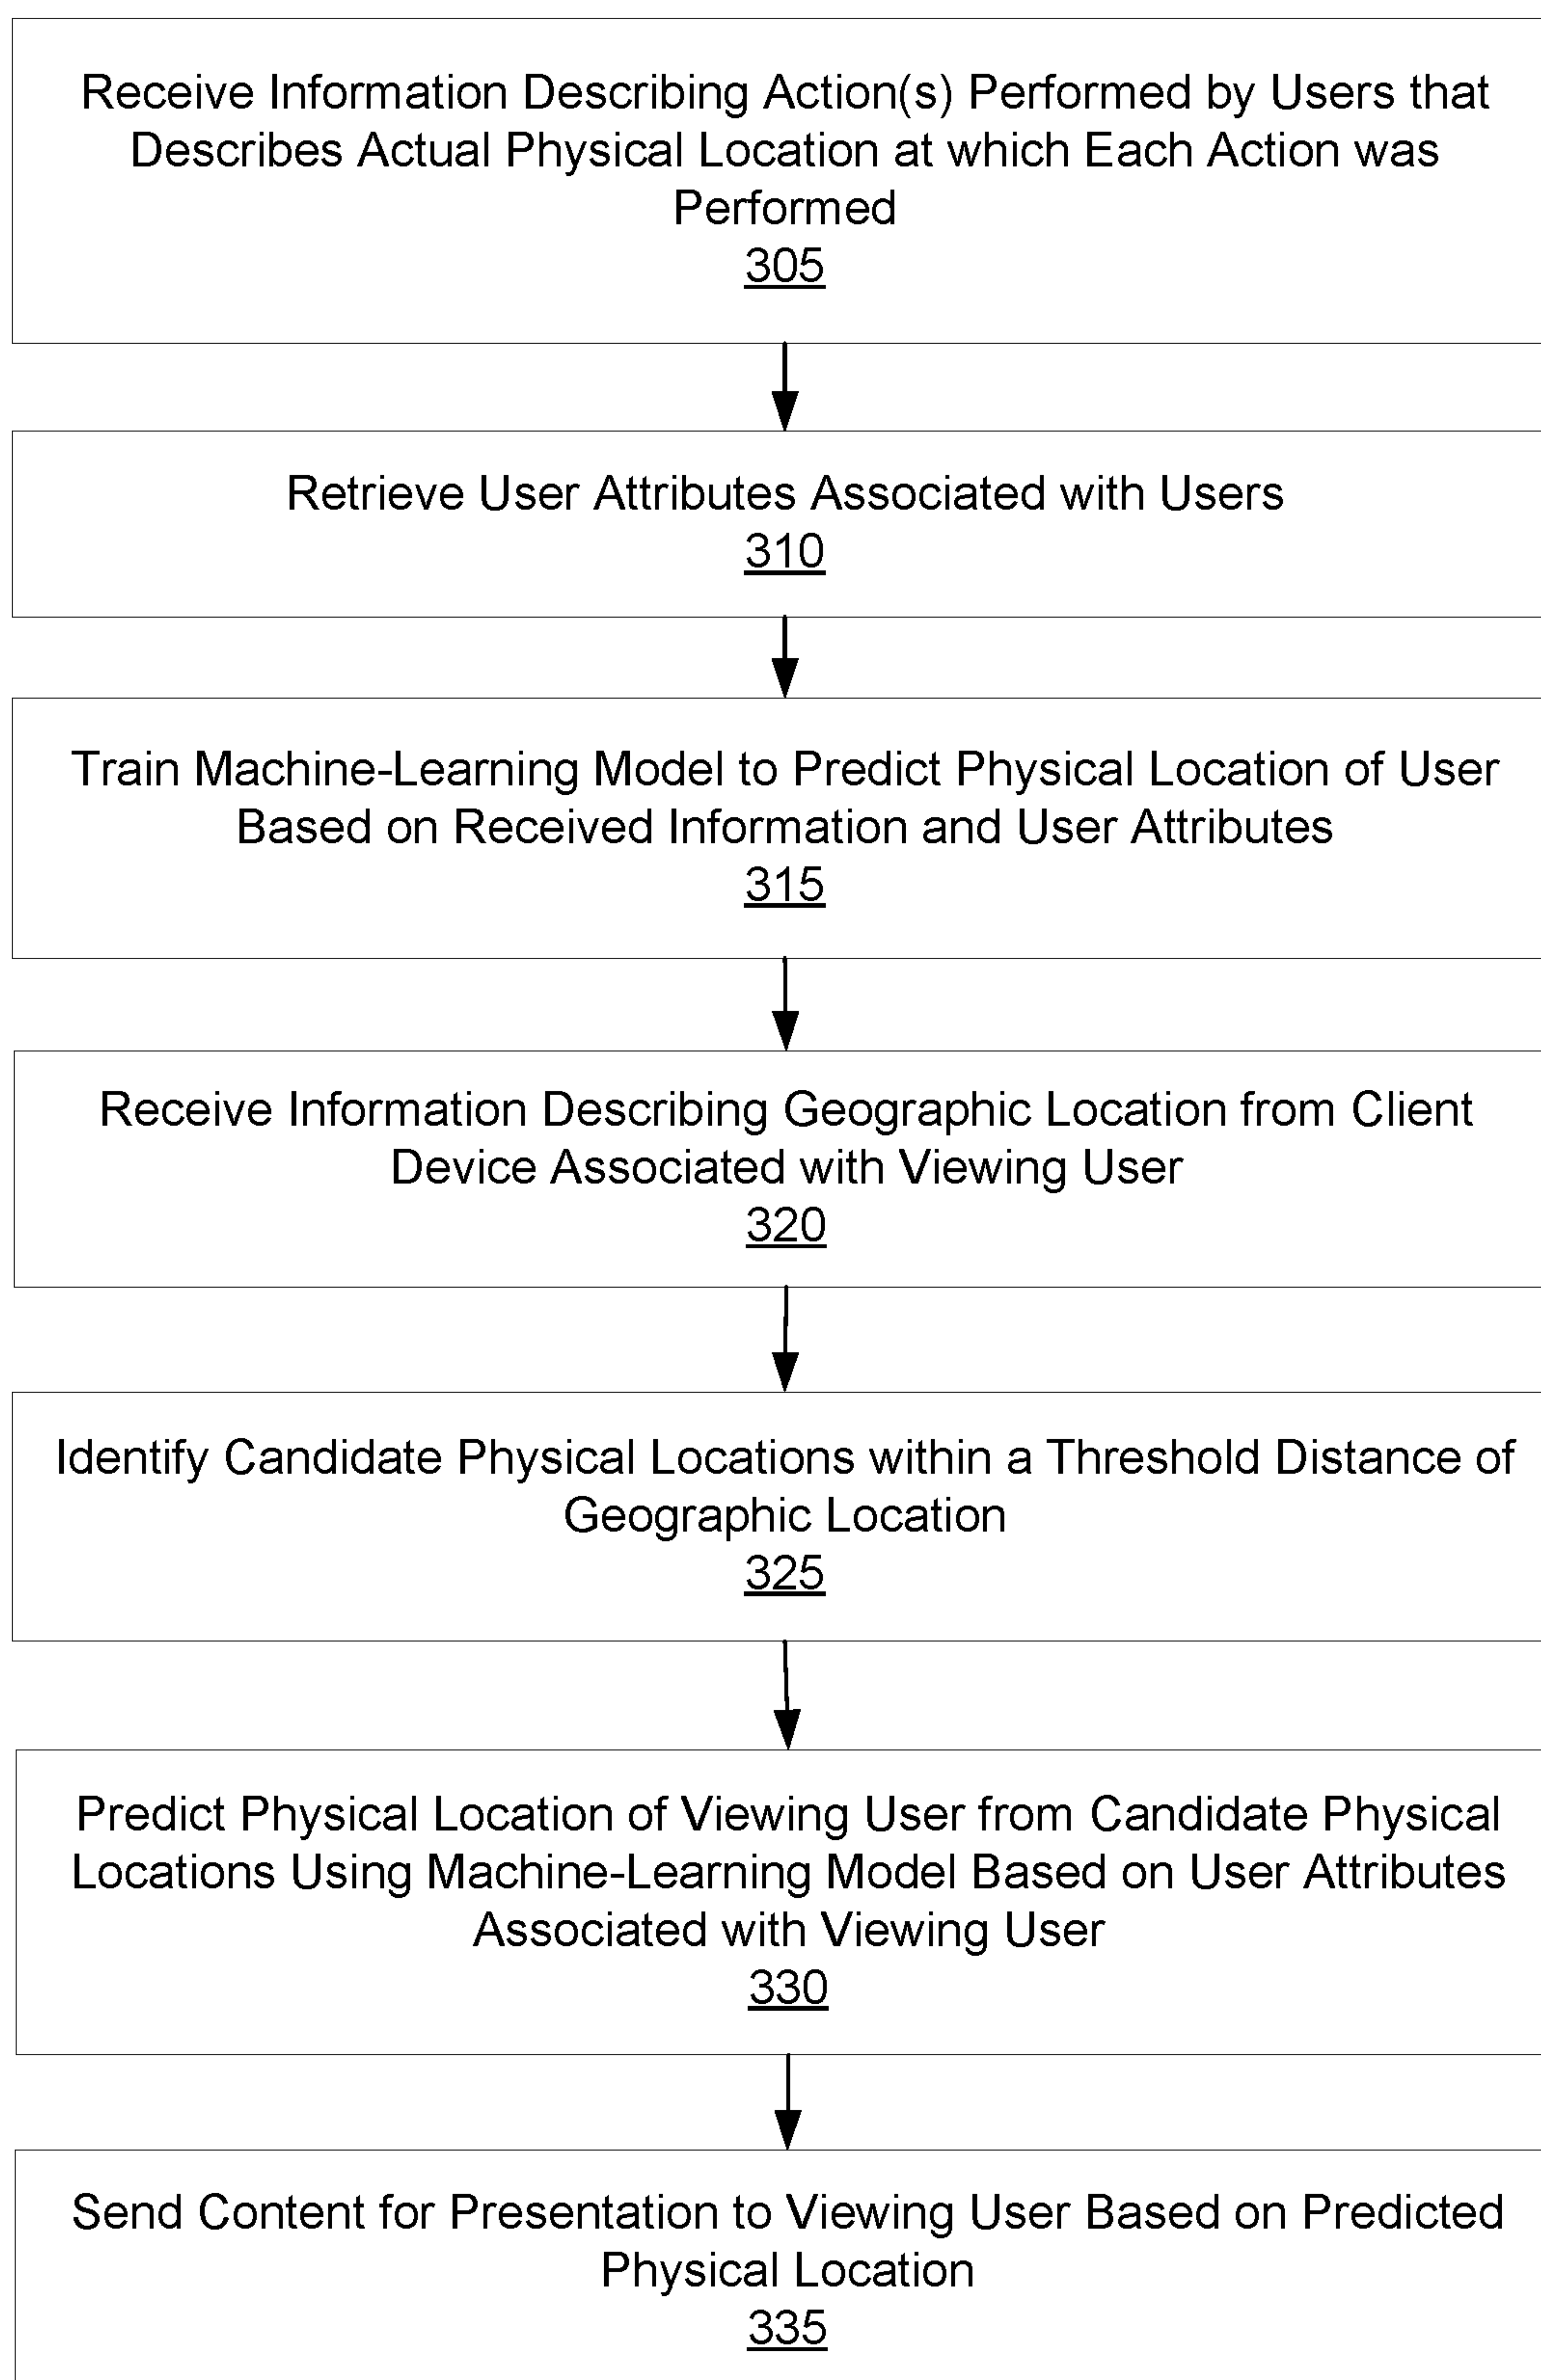 Receive Information Describing Action(s) Performed by Users that
Describes Actual Physical Location at which Each Action was
Performed
305
Retrieve User Attributes Associated with Users
310
Train Machine-Learning Model to Predict Physical Location of User
Based on Received Information and User Attributes
315
Receive Information Describing Geographic Location from Client
Device Associated with Viewing User
320
Identify Candidate Physical Locations within a Threshold Distance of
Geographic Location
325
Predict Physical Location of Viewing User from Candidate Physical
Locations Using Machine-Learning Model Based on User Attributes
Associated with Viewing User
330
Send Content for Presentation to Viewing User Based on Predicted
Physical Location
335